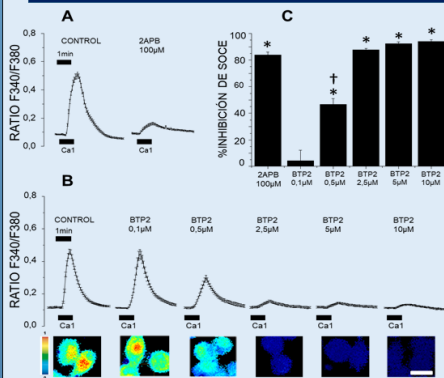 A
RATIO F340/F380
0,8
0,6
0,4
0,2
0,0
CONTROL
1min
Ca1
2APB
100µM
Ca1
C
%INHIBICIÓN DE SOCE
100
80
60
40
20
0
* † * * * *
2APB
100µM
BTP2
0,1µM
BTP2
0,5µM
BTP2
2,5µM
BTP2
5µM
BTP2
10µM
B
RATIO F340/F380
0,8
0,6
0,4
0,2
0,0
CONTROL
1min
Ca1
BTP2
0,1µM
Ca1
BTP2
0,5µM
Ca1
BTP2
2,5µM
Ca1
BTP2
5µM
Ca1
BTP2
10µM
Ca1